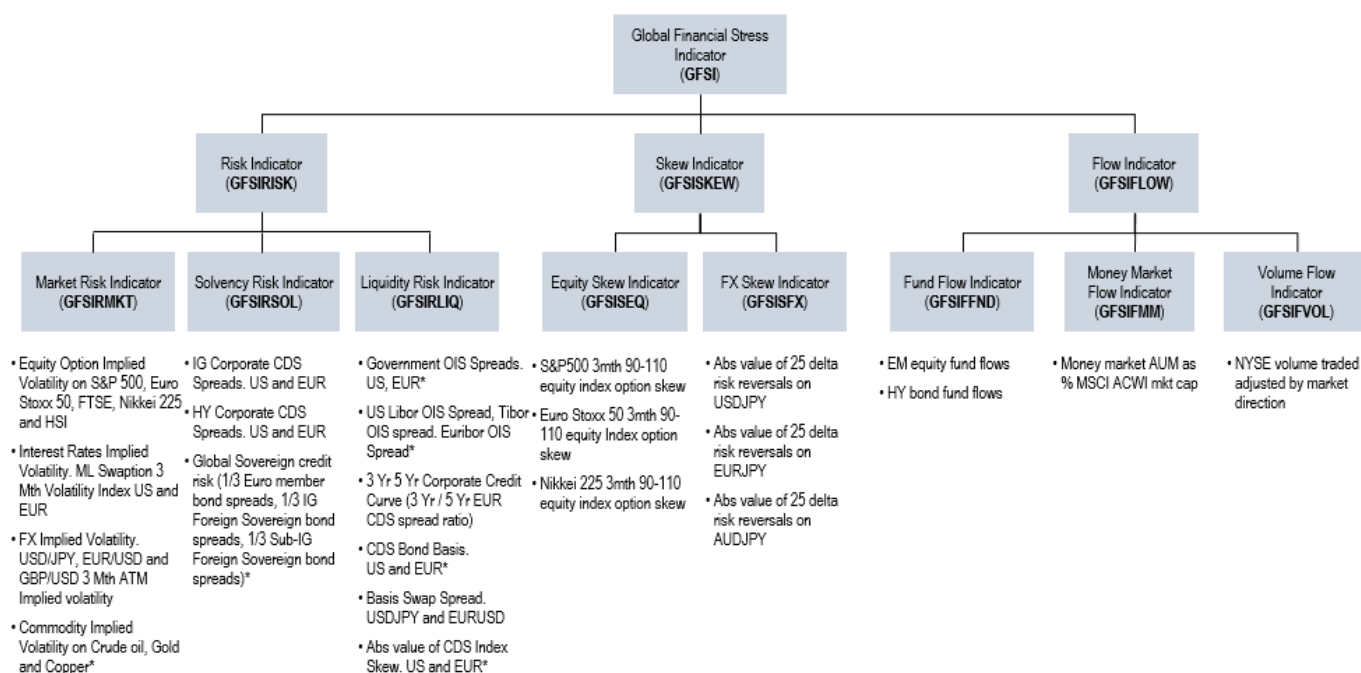 Global Financial Stress
Indicator
(GFSI)
Risk Indicator
(GFSIRISK)
Skew Indicator
(GFSISKEW)
Flow Indicator
(GFSIFLOW)
Market Risk Indicator
(GFSIRMKT)
Solvency Risk Indicator
(GFSIRSOL)
Liquidity Risk Indicator
(GFSIRLIQ)
Equity Skew Indicator
(GFSISEQ)
FX Skew Indicator
(GFSISFX)
Fund Flow Indicator
(GFSIFFND)
Money Market
Flow Indicator
(GFSIFMM)
Volume Flow
Indicator
(GFSIFVOL)
• Equity Option Implied
Volatility on S&P 500, Euro
Stoxx 50, FTSE, Nikkei 225
and HSI
• Interest Rates Implied
Volatility. ML Swaption 3
Mth Volatility Index US and
EUR
• FX Implied Volatility.
USD/JPY, EUR/USD and
GBP/USD 3 Mth ATM
Implied volatility
• Commodity Implied
Volatility on Crude oil, Gold
and Copper*
• IG Corporate CDS
Spreads. US and EUR
• HY Corporate CDS
Spreads. US and EUR
• Global Sovereign credit
risk (1/3 Euro member
bond spreads, 1/3 IG
Foreign Sovereign bond
spreads, 1/3 Sub-IG
Foreign Sovereign bond
spreads)*
• Government OIS Spreads.
US, EUR*
• US Libor OIS Spread, Tibor
OIS spread. Euribor OIS
Spread*
• 3 Yr 5 Yr Corporate Credit
Curve (3 Yr / 5 Yr EUR
CDS spread ratio)
• CDS Bond Basis.
US and EUR*
• Basis Swap Spread.
USDJPY and EURUSD
• Abs value of CDS Index
Skew. US and EUR*
• S&P500 3mth 90-110
equity index option skew
• Euro Stoxx 50 3mth 90-
110 equity Index option
skew
• Nikkei 225 3mth 90-110
equity index option skew
• Abs value of 25 delta
risk reversals on
USDJPY
• Abs value of 25 delta
risk reversals on
EURJPY
• Abs value of 25 delta
risk reversals on
AUDJPY
• EM equity fund flows
• HY bond fund flows
• Money market AUM as
% MSCI ACWI mkt cap
• NYSE volume traded
adjusted by market
direction